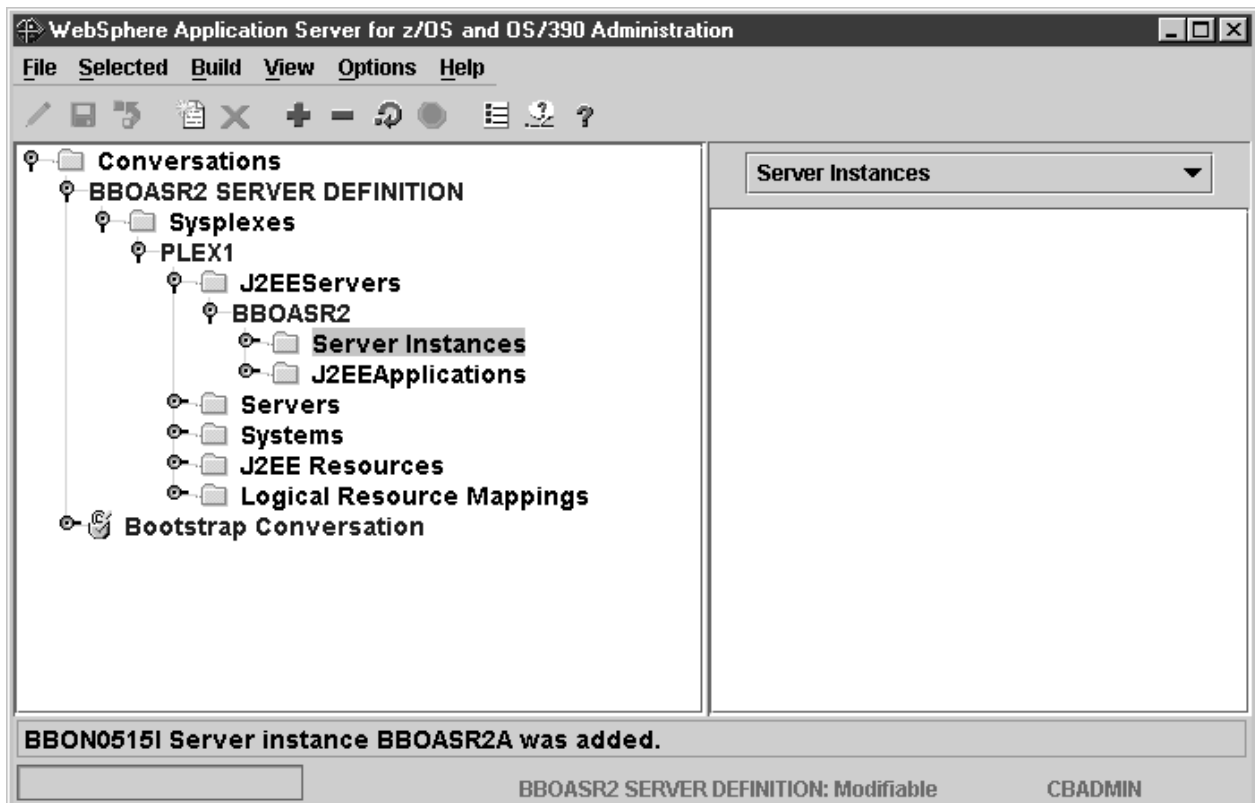 WebSphere Application Server for z/OS and OS/390 Administration
File Selected Build View Options Help
Conversations
BBOASR2 SERVER DEFINITION
Sysplexes
PLEX1
J2EEServers
BBOASR2
Server Instances
J2EEApplications
Servers
Systems
J2EE Resources
Logical Resource Mappings
Bootstrap Conversation
Server Instances
BBON0515I Server instance BBOASR2A was added.
BBOASR2 SERVER DEFINITION: Modifiable CBADMIN